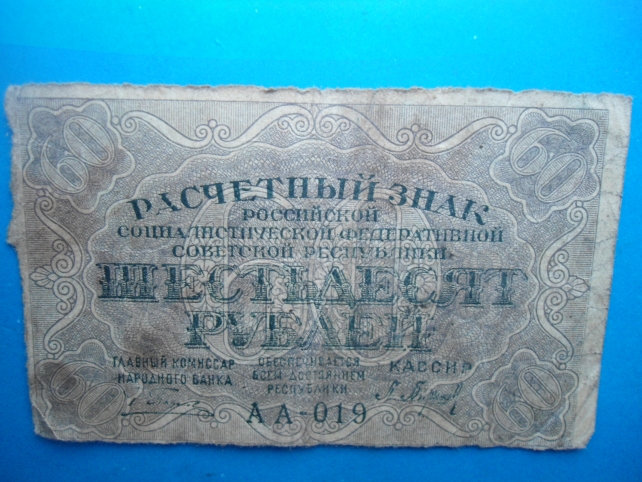 60 60
РАСЧЕТНЫЙ ЗНАК
РОССИЙСКОЙ
СОЦИАЛИСТИЧЕСКОЙ ФЕДЕРАТИВНОЙ
СОВЕТСКОЙ РЕСПУБЛИКИ.
60
ШЕСТЬДЕСЯТ
РУБЛЕЙ
ГЛАВНЫЙ КОМИССАР
НАРОДНОГО БАНКА
ОБЕСПЕЧИВАЕТСЯ
ВСЕМ ДОСТОЯНИЕМ
РЕСПУБЛИКИ
КАССИР
60 60
АА-019